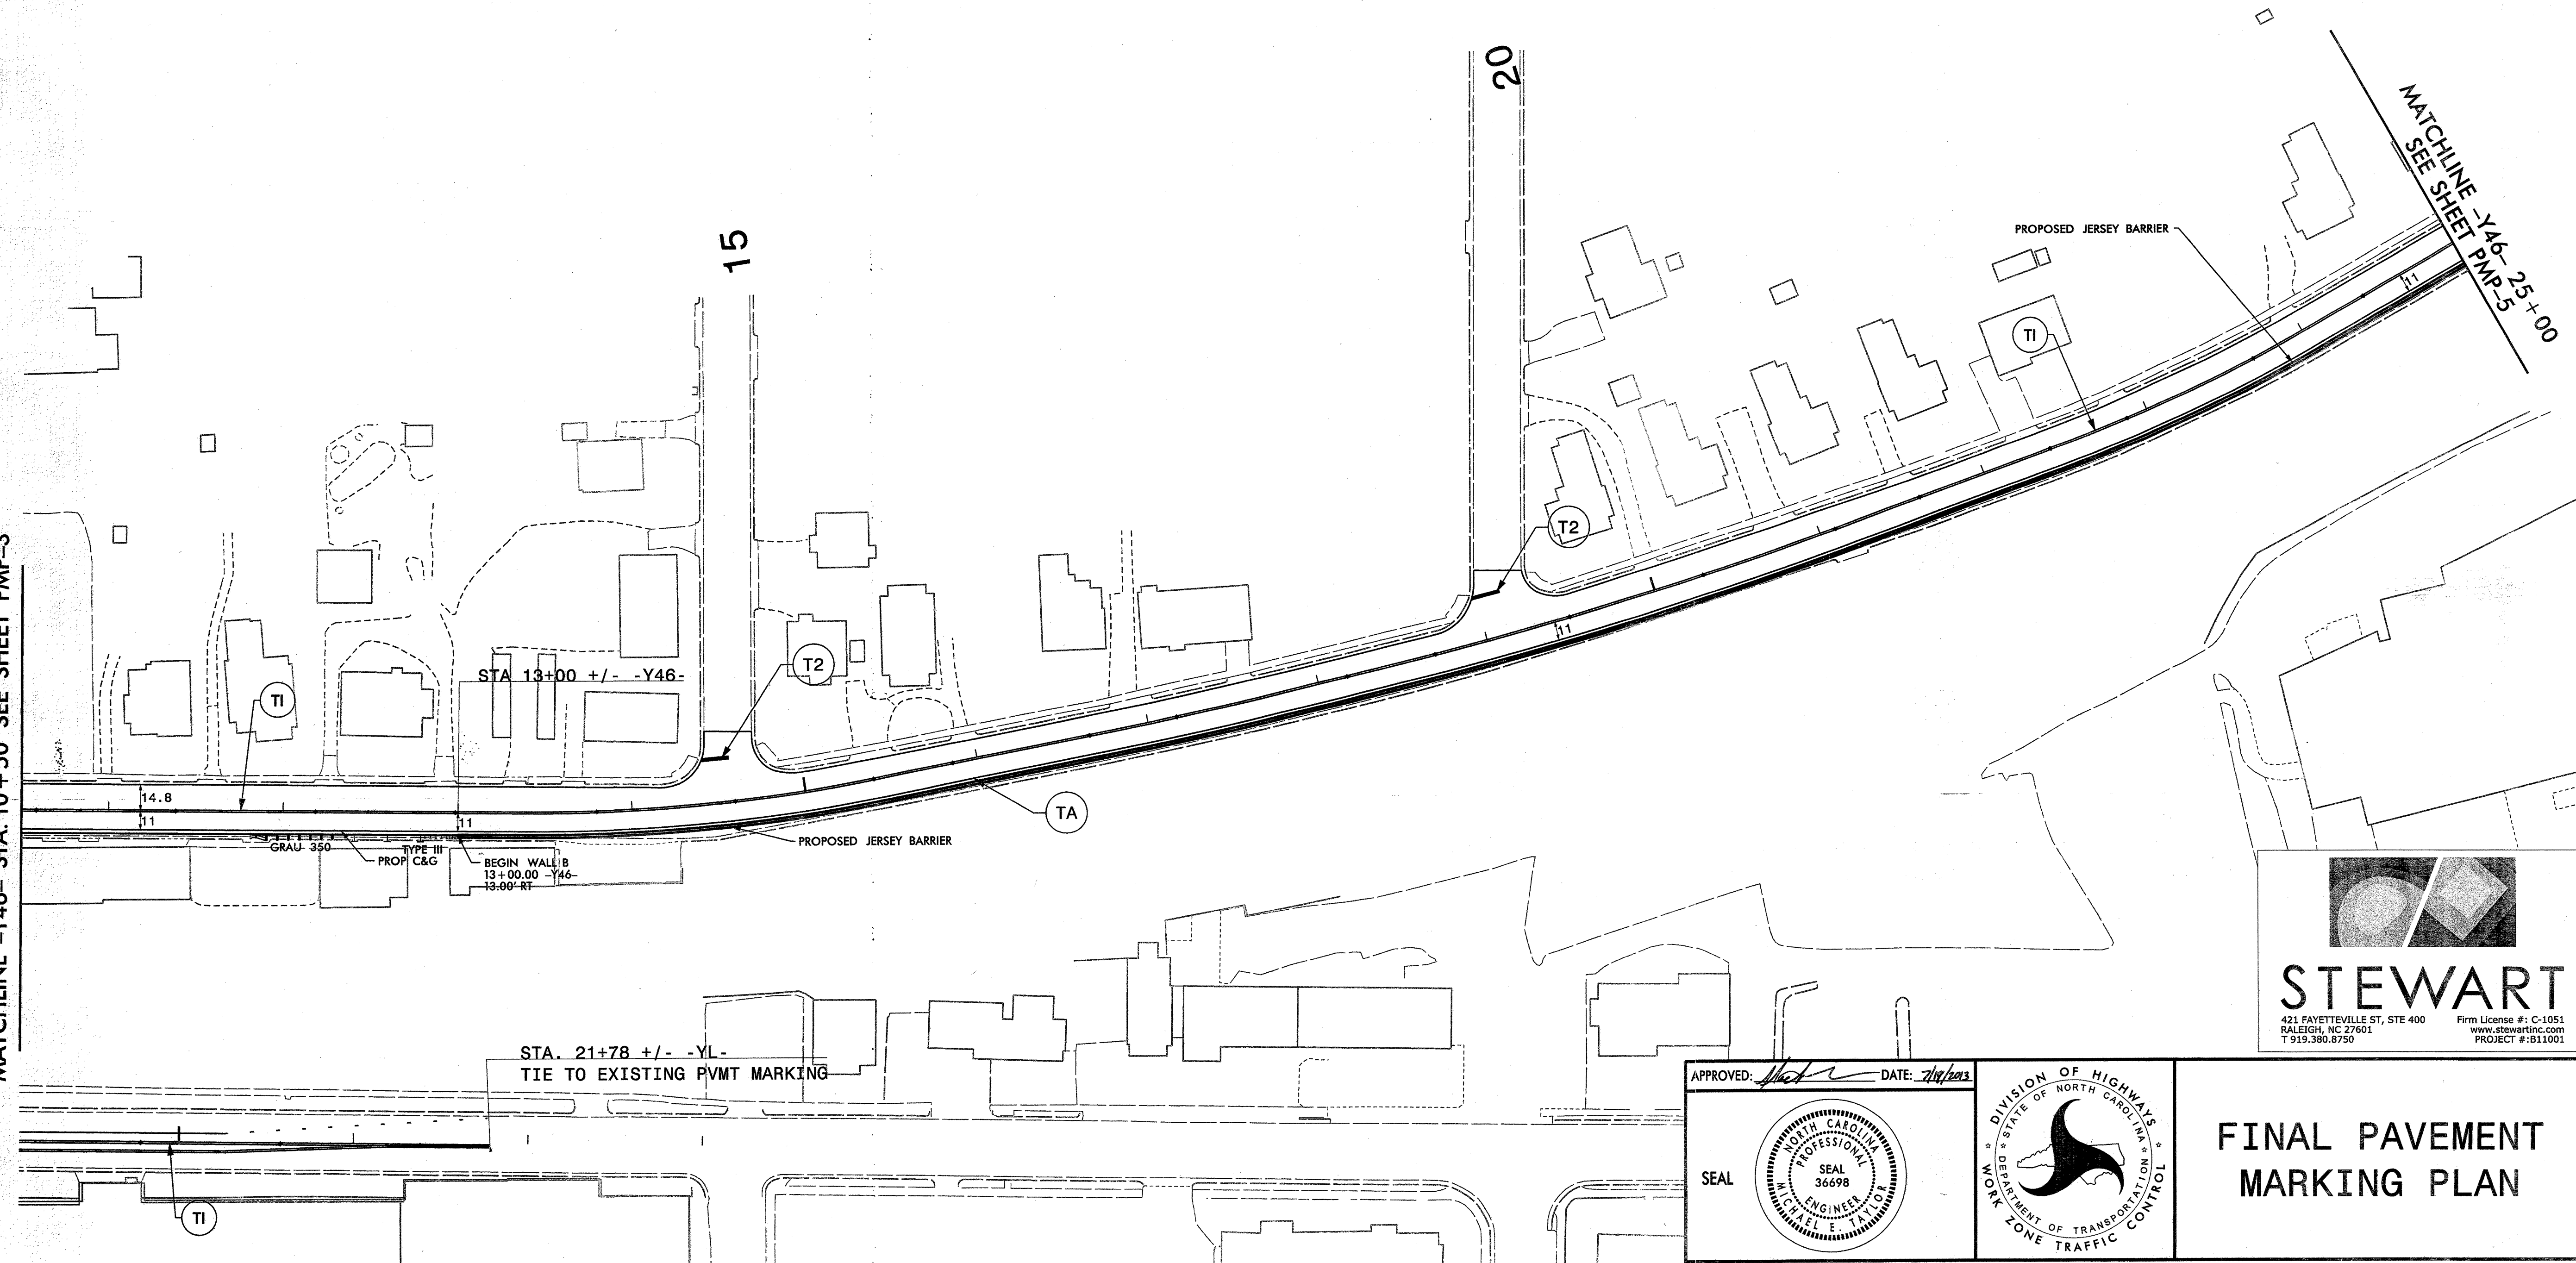 20
MATCHLINE -Y46- 25+00
SEE SHEET PMP-5
15
PROPOSED JERSEY BARRIER
11
T1
T2
11
T2
STA 13+00 +/- -Y46-
T1
14.8
11
11
TA
PROPOSED JERSEY BARRIER
GRAU 350
TYPE III
PROP C&G
BEGIN WALL B
13+00.00 -Y46-
13.00' RT
MATCHLINE -Y46- STA. 10+50 SEE SHEET PMP-3
STEWART
421 FAYETTEVILLE ST, STE 400
RALEIGH, NC 27601
T 919.380.8750
Firm License #: C-1051
www.stewartinc.com
PROJECT #:B11001
STA. 21+78 +/- -YL-
TIE TO EXISTING PVMT MARKING
T1
APPROVED:
DATE: 7/19/2013
SEAL
NORTH CAROLINA
PROFESSIONAL
SEAL
36698
ENGINEER
MICHAEL E. TAYLOR
DIVISION OF HIGHWAYS
STATE OF NORTH CAROLINA
DEPARTMENT OF TRANSPORTATION
WORK ZONE TRAFFIC CONTROL
FINAL PAVEMENT
MARKING PLAN